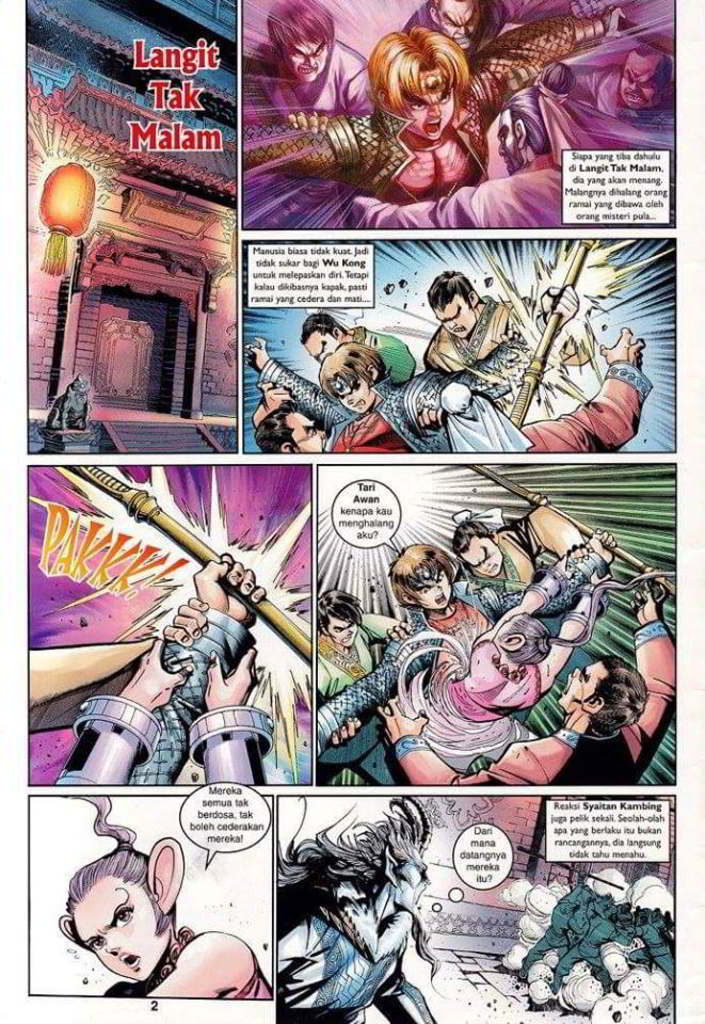 Langit
Tak
Malam
Siapa yang tiba dahulu
di Langit Tak Malam,
dia yang akan menang.
Malangnya dihalang orang
ramai yang dibawa oleh
orang misteri pula...
Manusia biasa tidak kuat. Jadi
tidak sukar bagi Wu Kong
untuk melepaskan diri. Tetapi
kalau dikibasnya kapak, pasti
ramai yang cedera dan mati....
PAKKK!!
Tari
Awan
kenapa kau
menghalang
aku?
Mereka
semua tak
berdosa, tak
boleh cederakan
mereka!
Dari
mana
datangnya
mereka
itu?
Reaksi Syaitan Kambing
juga pelik sekali. Seolah-olah
apa yang berlaku itu bukan
rancangannya, dia langsung
tidak tahu menahu.
2